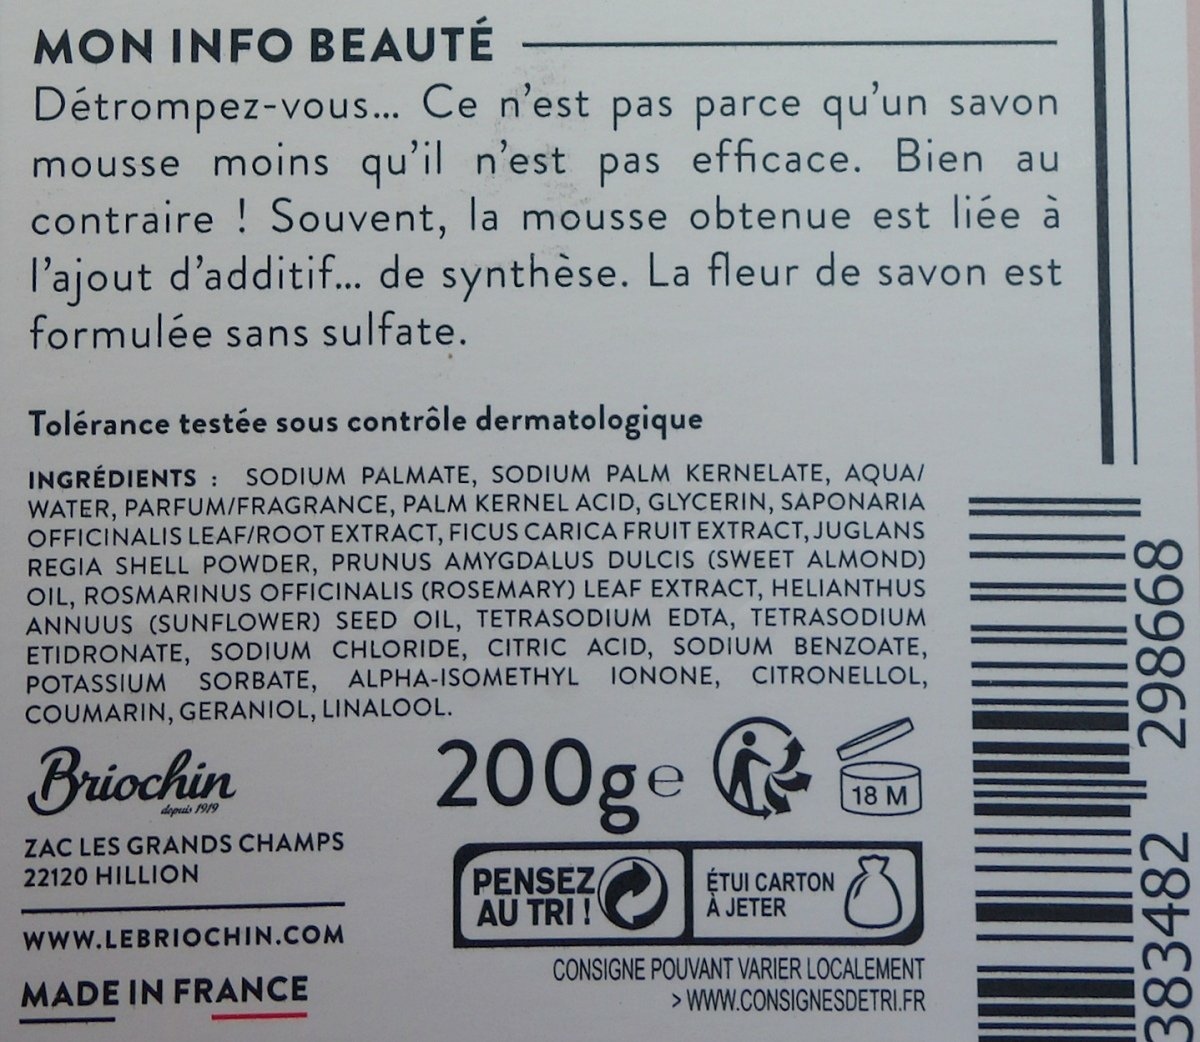 MON INFO BEAUTÉ
Détrompez-vous... Ce n'est pas parce qu'un savon
mousse moins qu'il n'est pas efficace. Bien au
contraire ! Souvent, la mousse obtenue est liée à
l'ajout d'additif... de synthèse. La fleur de savon est
formulée sans sulfate.
Tolérance testée sous contrôle dermatologique
INGRÉDIENTS : SODIUM PALMATE, SODIUM PALM KERNELATE, AQUA/
WATER, PARFUM/FRAGRANCE, PALM KERNEL ACID, GLYCERIN, SAPONARIA
OFFICINALIS LEAF/ROOT EXTRACT, FICUS CARICA FRUIT EXTRACT, JUGLANS
REGIA SHELL POWDER, PRUNUS AMYGDALUS DULCIS (SWEET ALMOND)
OIL, ROSMARINUS OFFICINALIS (ROSEMARY) LEAF EXTRACT, HELIANTHUS
ANNUUS (SUNFLOWER) SEED OIL, TETRASODIUM EDTA, TETRASODIUM
ETIDRONATE, SODIUM CHLORIDE, CITRIC ACID, SODIUM BENZOATE,
POTASSIUM SORBATE, ALPHA-ISOMETHYL IONONE, CITRONELLOL,
COUMARIN, GERANIOL, LINALOOL.
Briochin
depuis 1919
ZAC LES GRANDS CHAMPS
22120 HILLION
WWW.LEBRIOCHIN.COM
MADE IN FRANCE
200g e
18 M
PENSEZ
AU TRI !
ÉTUI CARTON
À JETER
CONSIGNE POUVANT VARIER LOCALEMENT
> WWW.CONSIGNESDETRI.FR
383482 298668